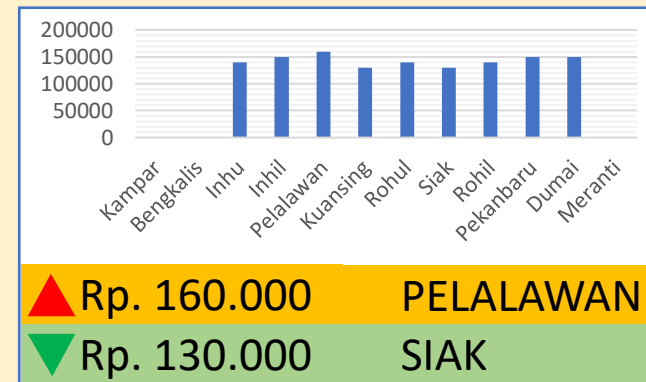 200000
150000
100000
50000
0
Kampar
Bengkalis
Inhu
Inhil
Pelalawan
Kuansing
Rohul
Siak
Rohil
Pekanbaru
Dumai
Meranti
Rp. 160.000 PELALAWAN
Rp. 130.000 SIAK